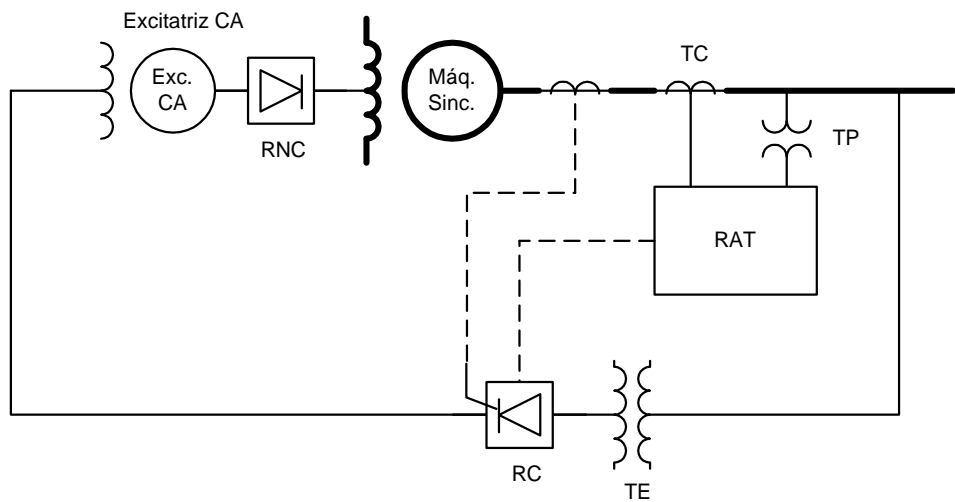 Excitatriz CA
Exc.
CA
RNC
Máq.
Sinc.
TC
TP
RAT
RC
TE